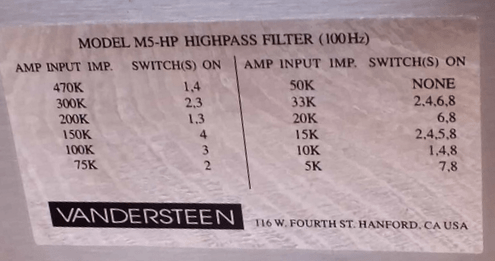 MODEL M5-HP HIGHPASS FILTER (100Hz)
AMP INPUT IMP. SWITCH(S) ON AMP INPUT IMP. SWITCH(S) ON
470K 1,4 50K NONE
300K 2,3 33K 2,4,6,8
200K 1,3 20K 6,8
150K 4 15K 2,4,5,8
100K 3 10K 1,4,8
75K 2 5K 7,8
VANDERSTEEN 116 W. FOURTH ST. HANFORD, CA USA